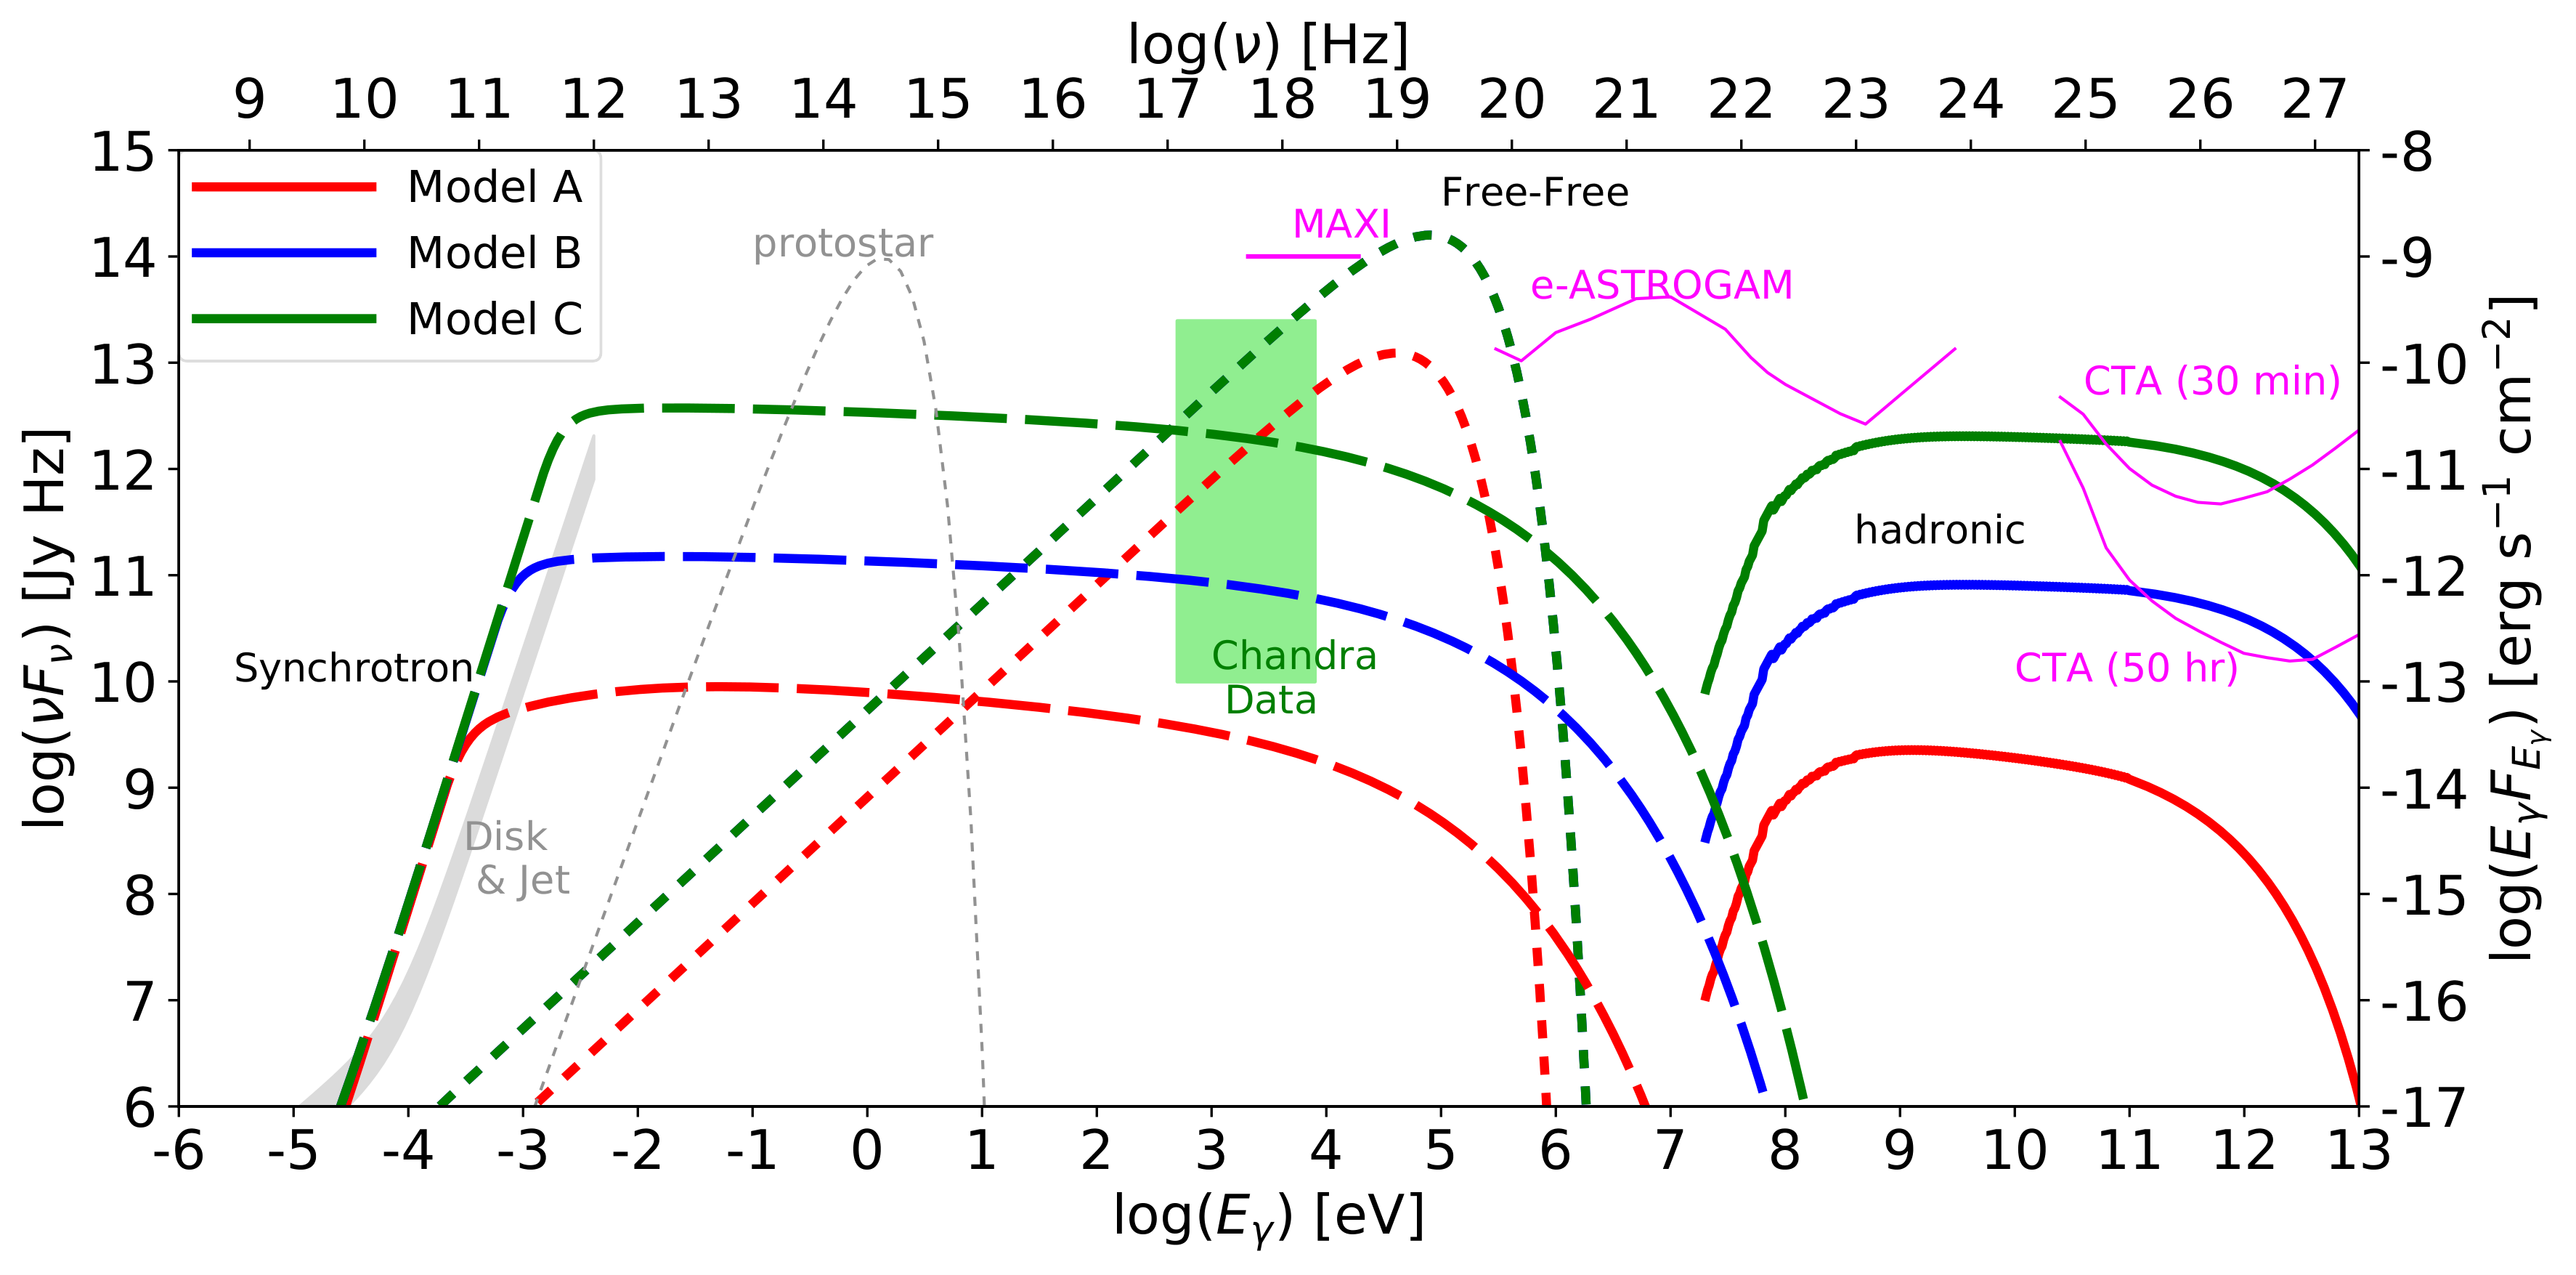 log(ν) [Hz]
9 10 11 12 13 14 15 16 17 18 19 20 21 22 23 24 25 26 27
15
14
13
12
11
10
9
8
7
6
log(νFν) [Jy Hz]
Model A
Model B
Model C
protostar
MAXI
Free-Free
e-ASTROGAM
CTA (30 min)
hadronic
Chandra
Data
Synchrotron
CTA (50 hr)
Disk
& Jet
-8
-9
-10
-11
-12
-13
-14
-15
-16
-17
log(EγFEγ) [erg s−1 cm−2]
-6 -5 -4 -3 -2 -1 0 1 2 3 4 5 6 7 8 9 10 11 12 13
log(Eγ) [eV]